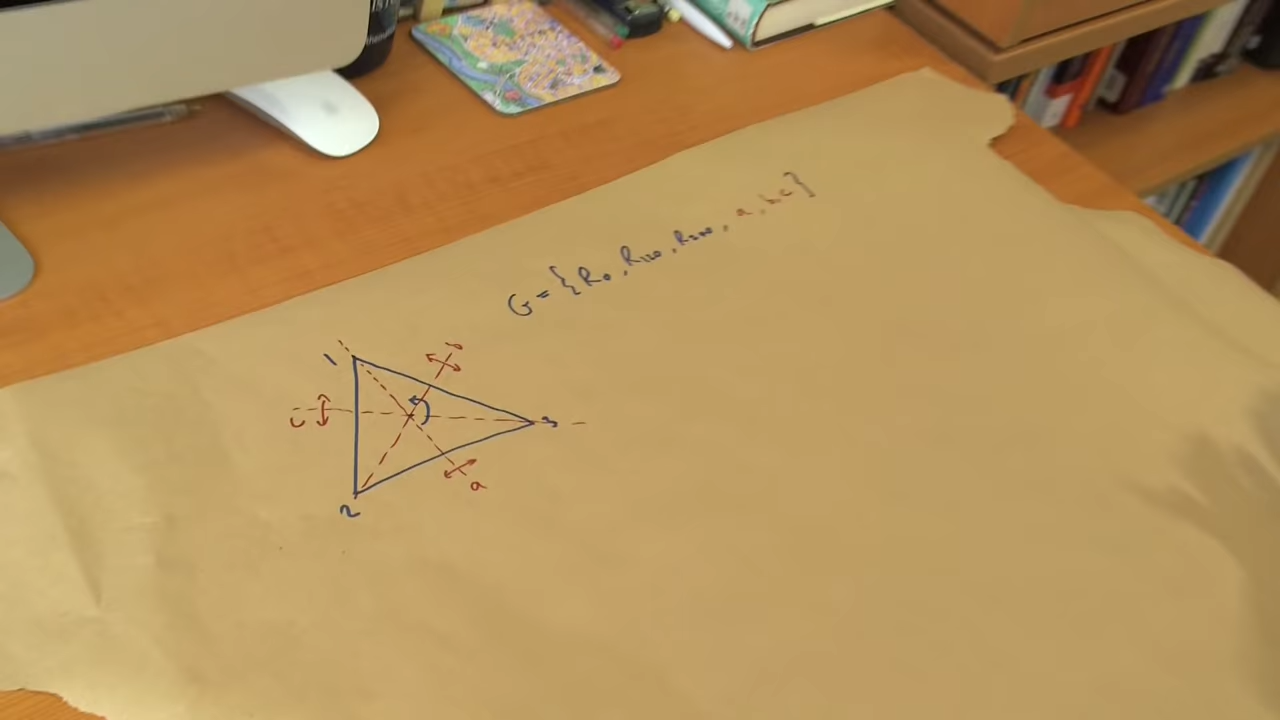 G = {R₀, R₁₂₀, R₂₄₀, a, b, c}
1
b
c
3
a
2